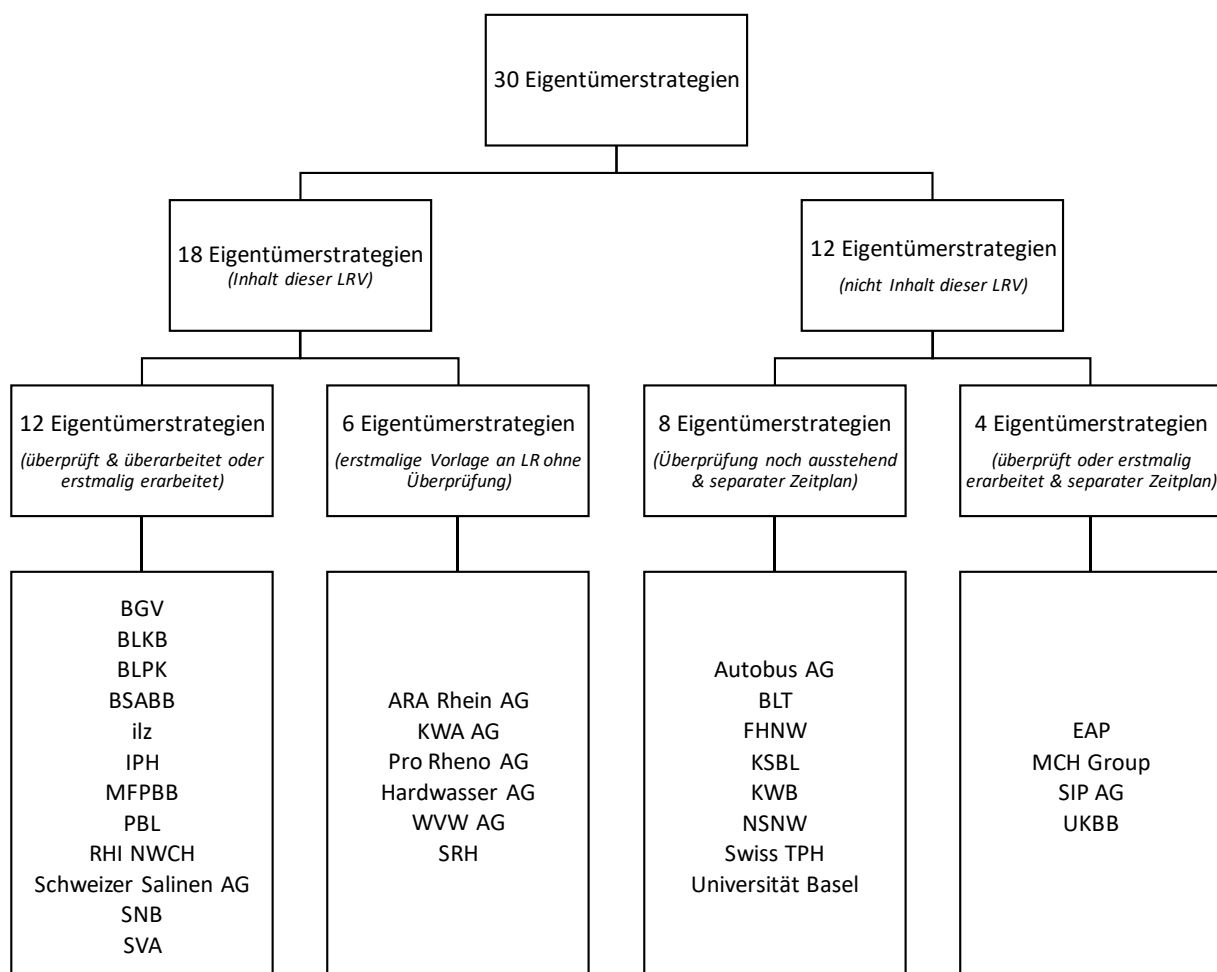 30 Eigentümerstrategien
18 Eigentümerstrategien
(Inhalt dieser LRV)
12 Eigentümerstrategien
(nicht Inhalt dieser LRV)
12 Eigentümerstrategien
(überprüft & überarbeitet oder
erstmalig erarbeitet)
6 Eigentümerstrategien
(erstmalige Vorlage an LR ohne
Überprüfung)
8 Eigentümerstrategien
(Überprüfung noch ausstehend
& separater Zeitplan)
4 Eigentümerstrategien
(überprüft oder erstmalig
erarbeitet & separater Zeitplan)
BGV
BLKB
BLPK
BSABB
ilz
IPH
MFPBB
PBL
RHI NWCH
Schweizer Salinen AG
SNB
SVA
ARA Rhein AG
KWA AG
Pro Rheno AG
Hardwasser AG
WVW AG
SRH
Autobus AG
BLT
FHNW
KSBL
KWB
NSNW
Swiss TPH
Universität Basel
EAP
MCH Group
SIP AG
UKBB